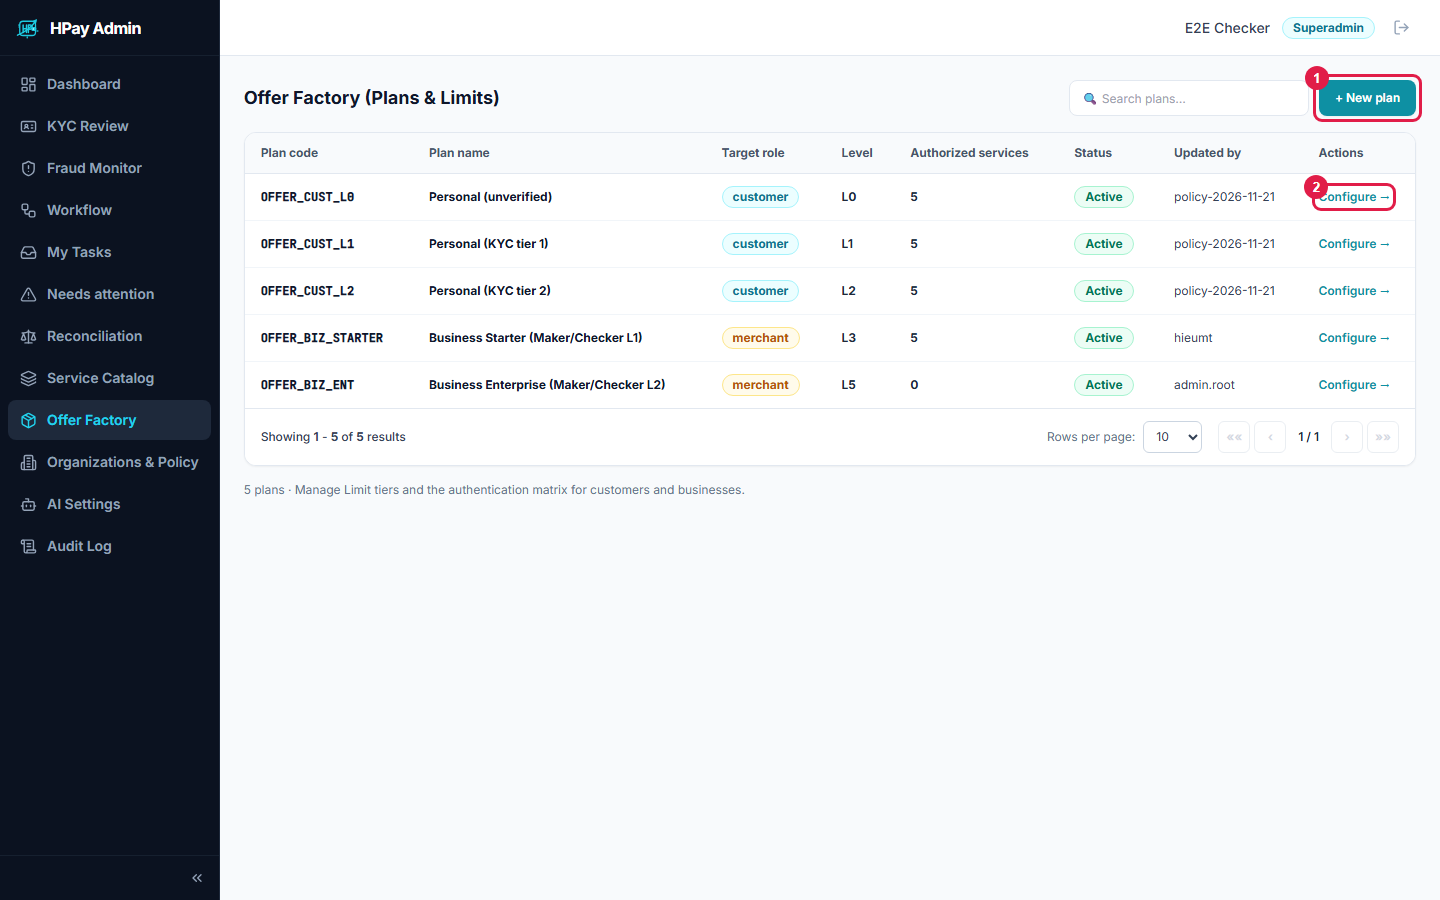 HPay Admin
E2E Checker Superadmin
Dashboard
KYC Review
Fraud Monitor
Workflow
My Tasks
Needs attention
Reconciliation
Service Catalog
Offer Factory
Organizations & Policy
AI Settings
Audit Log
Offer Factory (Plans & Limits)
Search plans...
1
+ New plan
Plan code Plan name Target role Level Authorized services Status Updated by Actions
2
OFFER_CUST_L0 Personal (unverified) customer L0 5 Active policy-2026-11-21 Configure →
OFFER_CUST_L1 Personal (KYC tier 1) customer L1 5 Active policy-2026-11-21 Configure →
OFFER_CUST_L2 Personal (KYC tier 2) customer L2 5 Active policy-2026-11-21 Configure →
OFFER_BIZ_STARTER Business Starter (Maker/Checker L1) merchant L3 5 Active hieumt Configure →
OFFER_BIZ_ENT Business Enterprise (Maker/Checker L2) merchant L5 0 Active admin.root Configure →
Showing 1 - 5 of 5 results Rows per page: 10 «« ‹ 1 / 1 › »»
5 plans · Manage Limit tiers and the authentication matrix for customers and businesses.